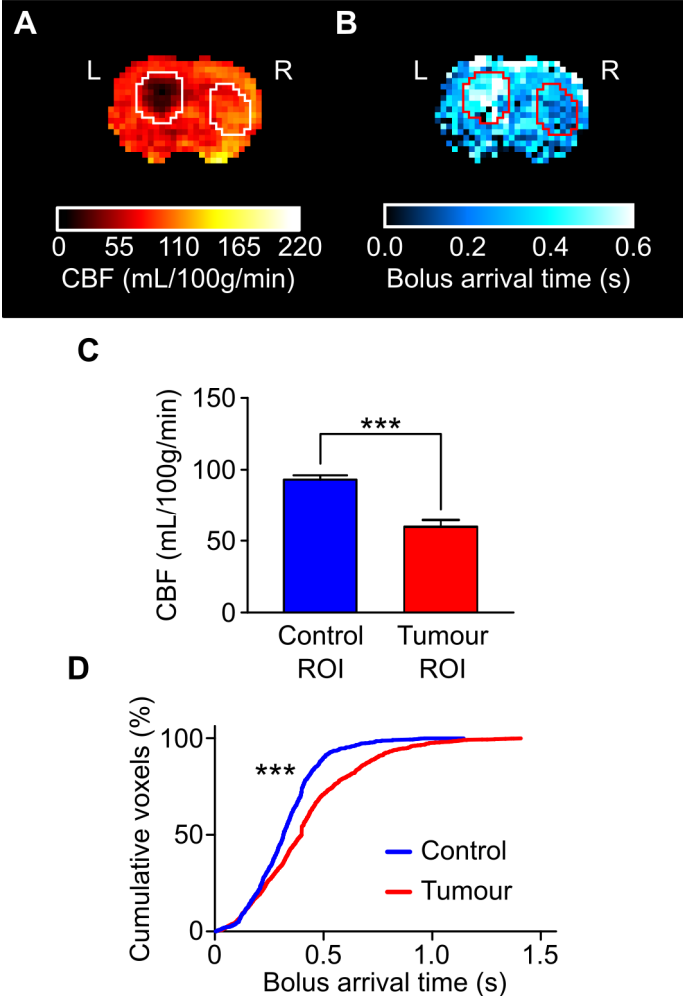 A
B
L R
L R
0 55 110 165 220
CBF (mL/100g/min)
0.0 0.2 0.4 0.6
Bolus arrival time (s)
C
CBF (mL/100g/min)
150
100
50
0
***
Control
ROI
Tumour
ROI
D
Cumulative voxels (%)
100
50
0
***
Control
Tumour
0 0.5 1.0 1.5
Bolus arrival time (s)